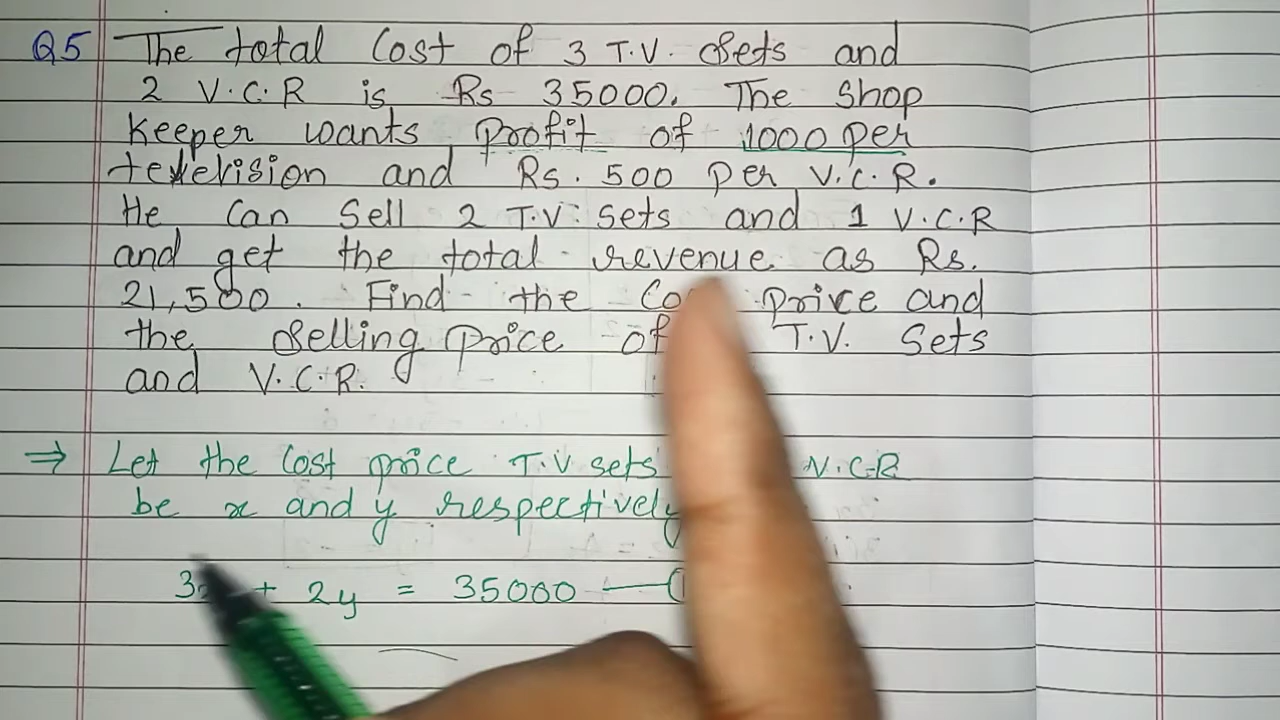 Q5 The total Cost of 3 T.V. Sets and
2 V.C.R is Rs 35000. The Shop
Keeper wants profit of 1000 per
television and Rs. 500 per V.C.R.
He Can Sell 2 T.V. Sets and 1 V.C.R
and get the total revenue as Rs.
21,500. Find the price and
the Selling price of T.V. Sets
and V.C.R.
⇒ Let the Cost price T.V sets V.C.R
be x and y respectively
+ 2y = 35000